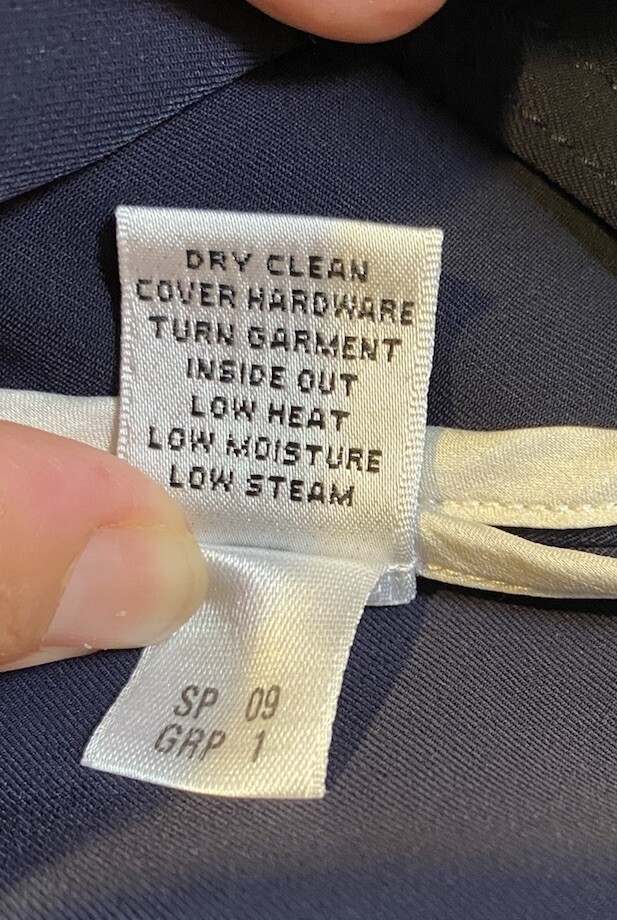 DRY CLEAN
COVER HARDWARE
TURN GARMENT
INSIDE OUT
LOW HEAT
LOW MOISTURE
LOW STEAM
SP 09
GRP 1